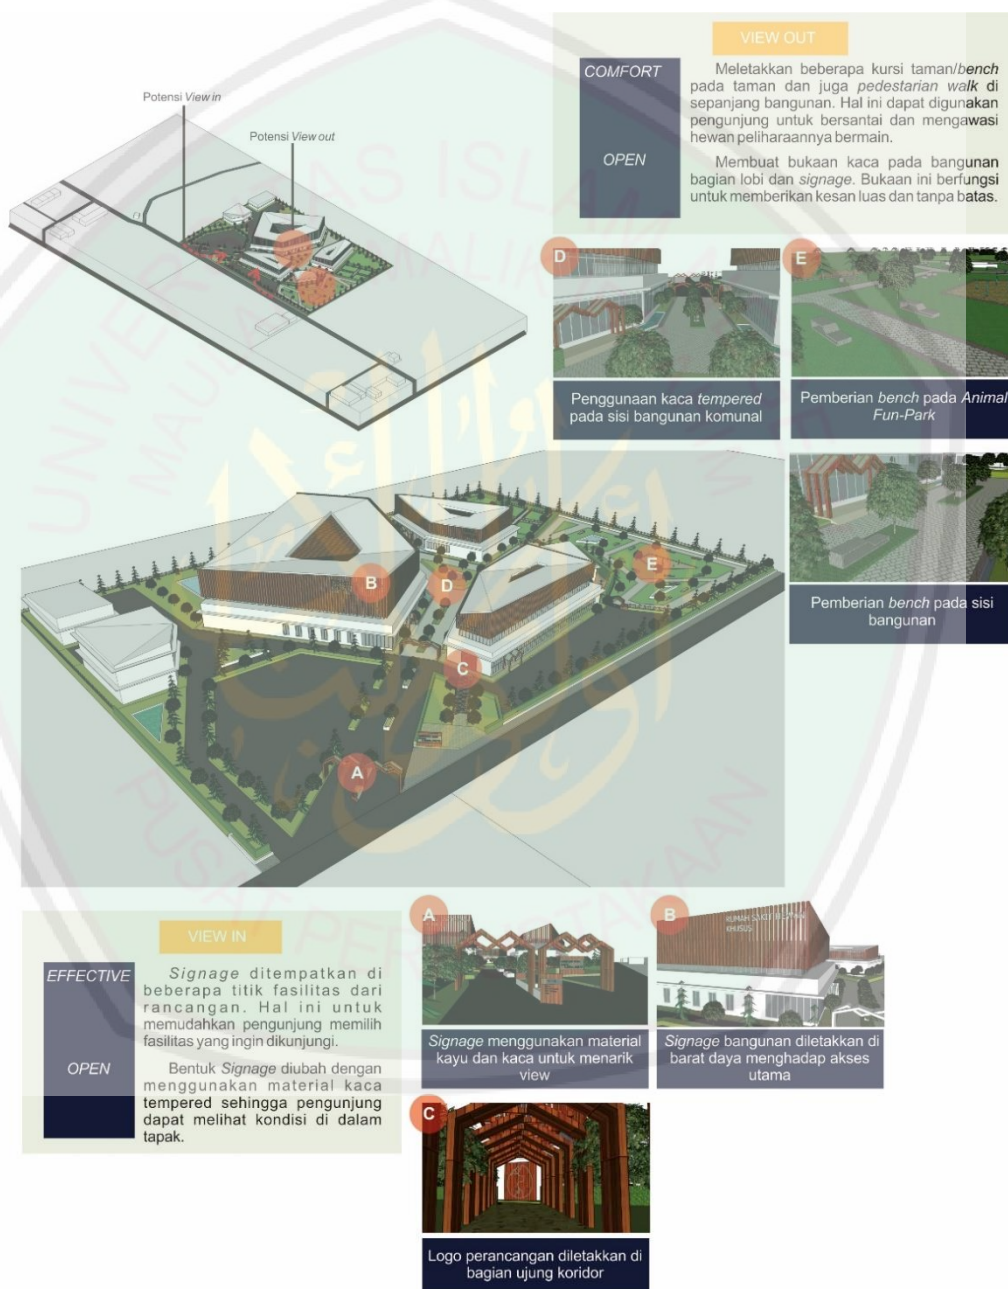 VIEW OUT
COMFORT
Meletakkan beberapa kursi taman/bench
pada taman dan juga pedestarian walk di
sepanjang bangunan. Hal ini dapat digunakan
pengunjung untuk bersantai dan mengawasi
hewan peliharaannya bermain.
OPEN
Membuat bukaan kaca pada bangunan
bagian lobi dan signage. Bukaan ini berfungsi
untuk memberikan kesan luas dan tanpa batas.
Potensi View in
Potensi View out
D
Penggunaan kaca tempered
pada sisi bangunan komunal
E
Pemberian bench pada Animal
Fun-Park
Pemberian bench pada sisi
bangunan
B
D
E
C
A
VIEW IN
EFFECTIVE
Signage ditempatkan di
beberapa titik fasilitas dari
rancangan. Hal ini untuk
memudahkan pengunjung memilih
fasilitas yang ingin dikunjungi.
OPEN
Bentuk Signage diubah dengan
menggunakan material kaca
tempered sehingga pengunjung
dapat melihat kondisi di dalam
tapak.
A
Signage menggunakan material
kayu dan kaca untuk menarik
view
B
Signage bangunan diletakkan di
barat daya menghadap akses
utama
C
Logo perancangan diletakkan di
bagian ujung koridor
PUSAT PERPUSTAKAAN